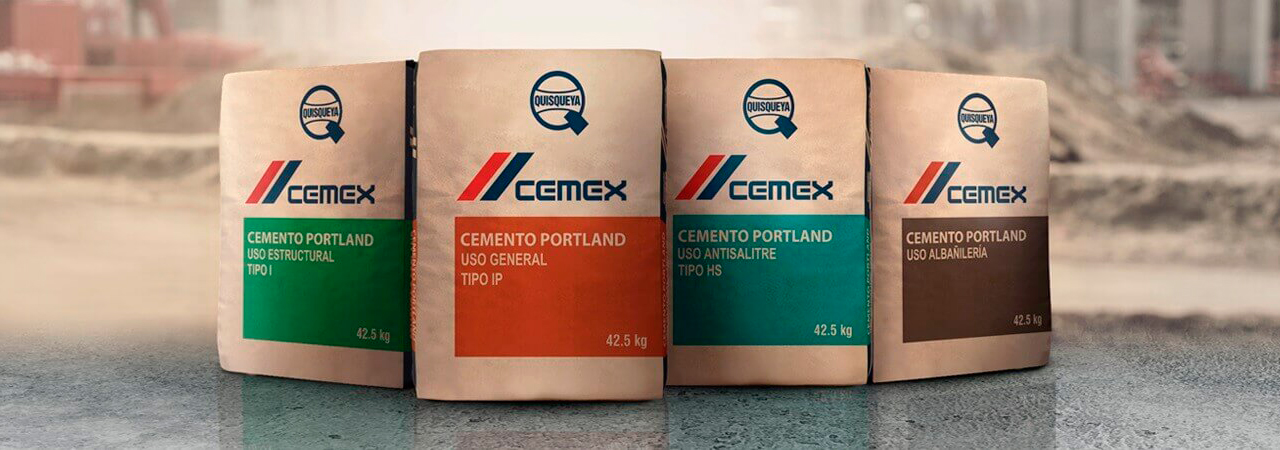 QUISQUEYA
CEMEX
CEMENTO PORTLAND
USO ESTRUCTURAL
TIPO I
42.5 kg
QUISQUEYA
CEMEX
CEMENTO PORTLAND
USO GENERAL
TIPO IP
42.5 kg
QUISQUEYA
CEMEX
CEMENTO PORTLAND
USO ANTISALITRE
TIPO HS
42.5 kg
QUISQUEYA
CEMEX
CEMENTO PORTLAND
USO ALBAÑILERÍA
42.5 kg